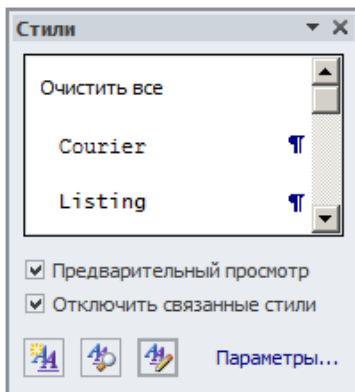 Стили
Очистить все
Courier ¶
Listing ¶
Предварительный просмотр
Отключить связанные стили
Параметры...